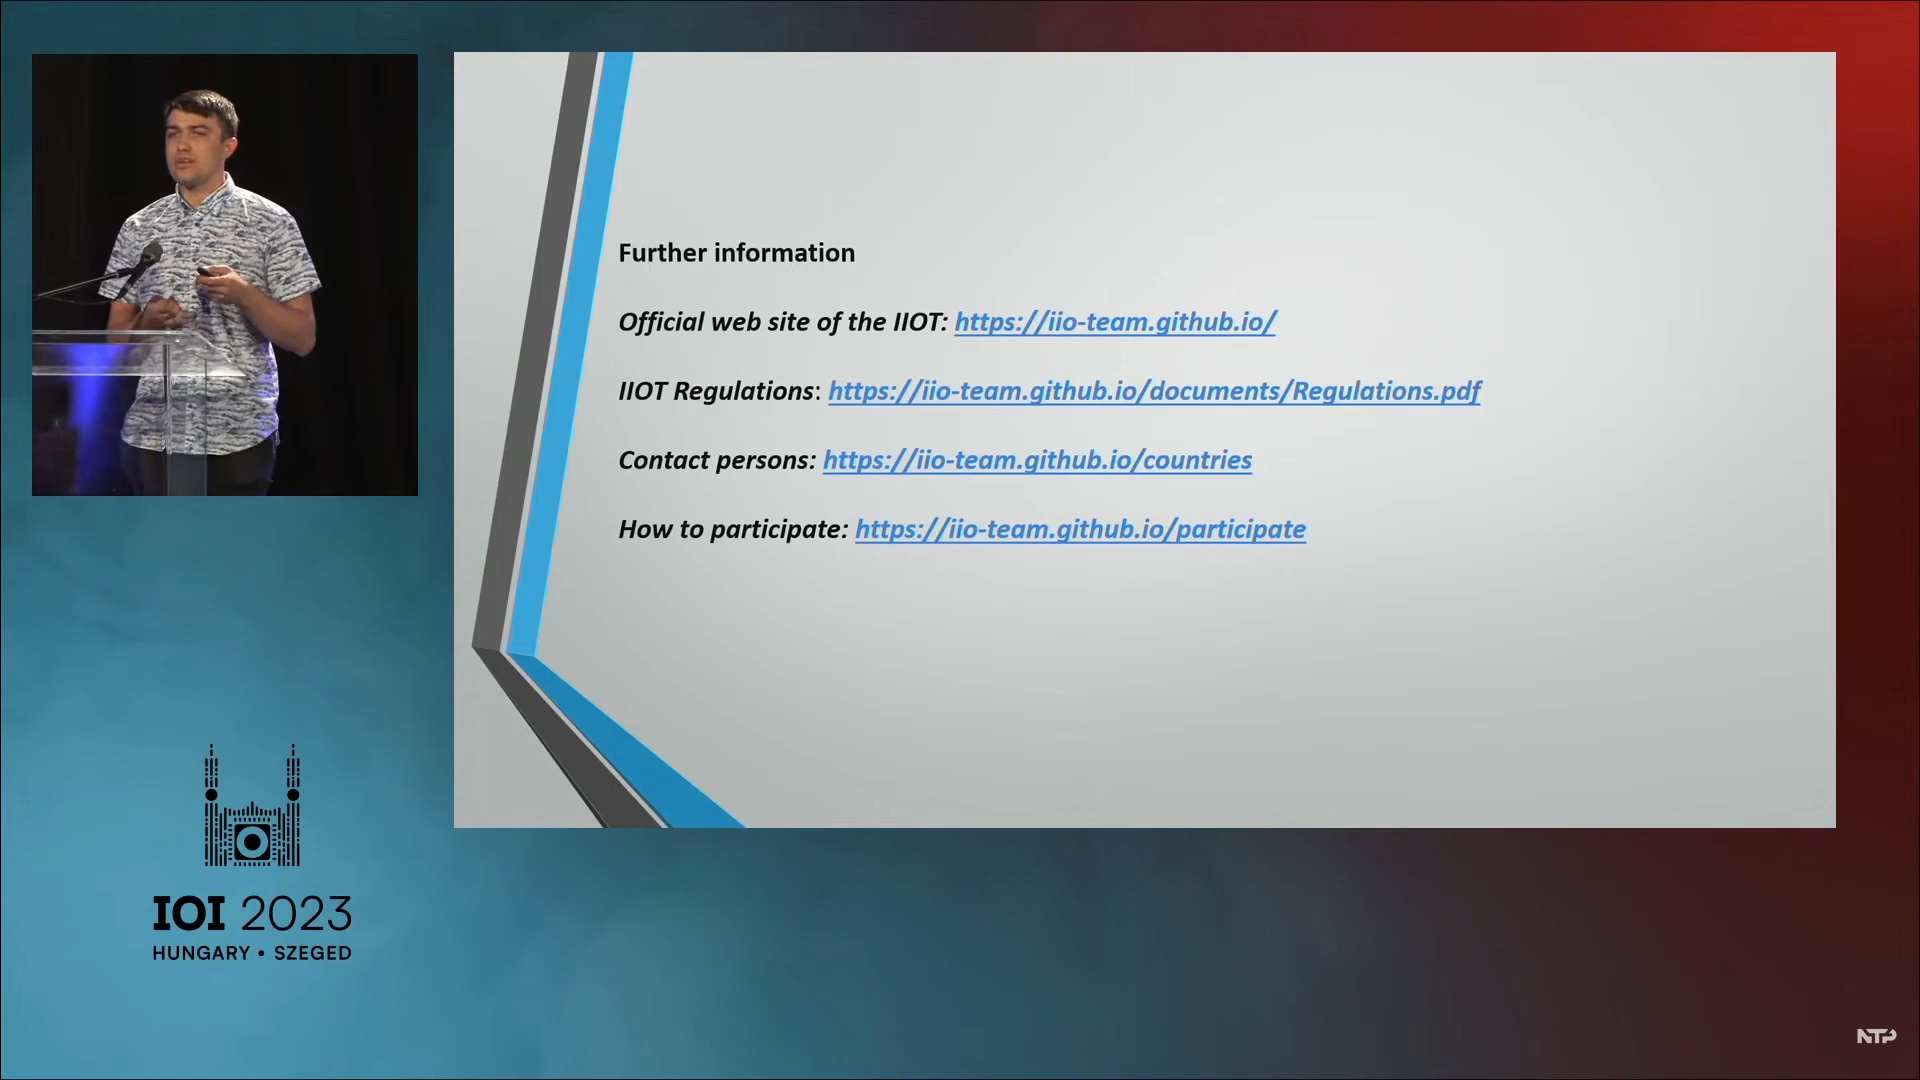 Further information
Official web site of the IIOT: https://iio-team.github.io/
IIOT Regulations: https://iio-team.github.io/documents/Regulations.pdf
Contact persons: https://iio-team.github.io/countries
How to participate: https://iio-team.github.io/participate
IOI 2023
HUNGARY • SZEGED
NTP